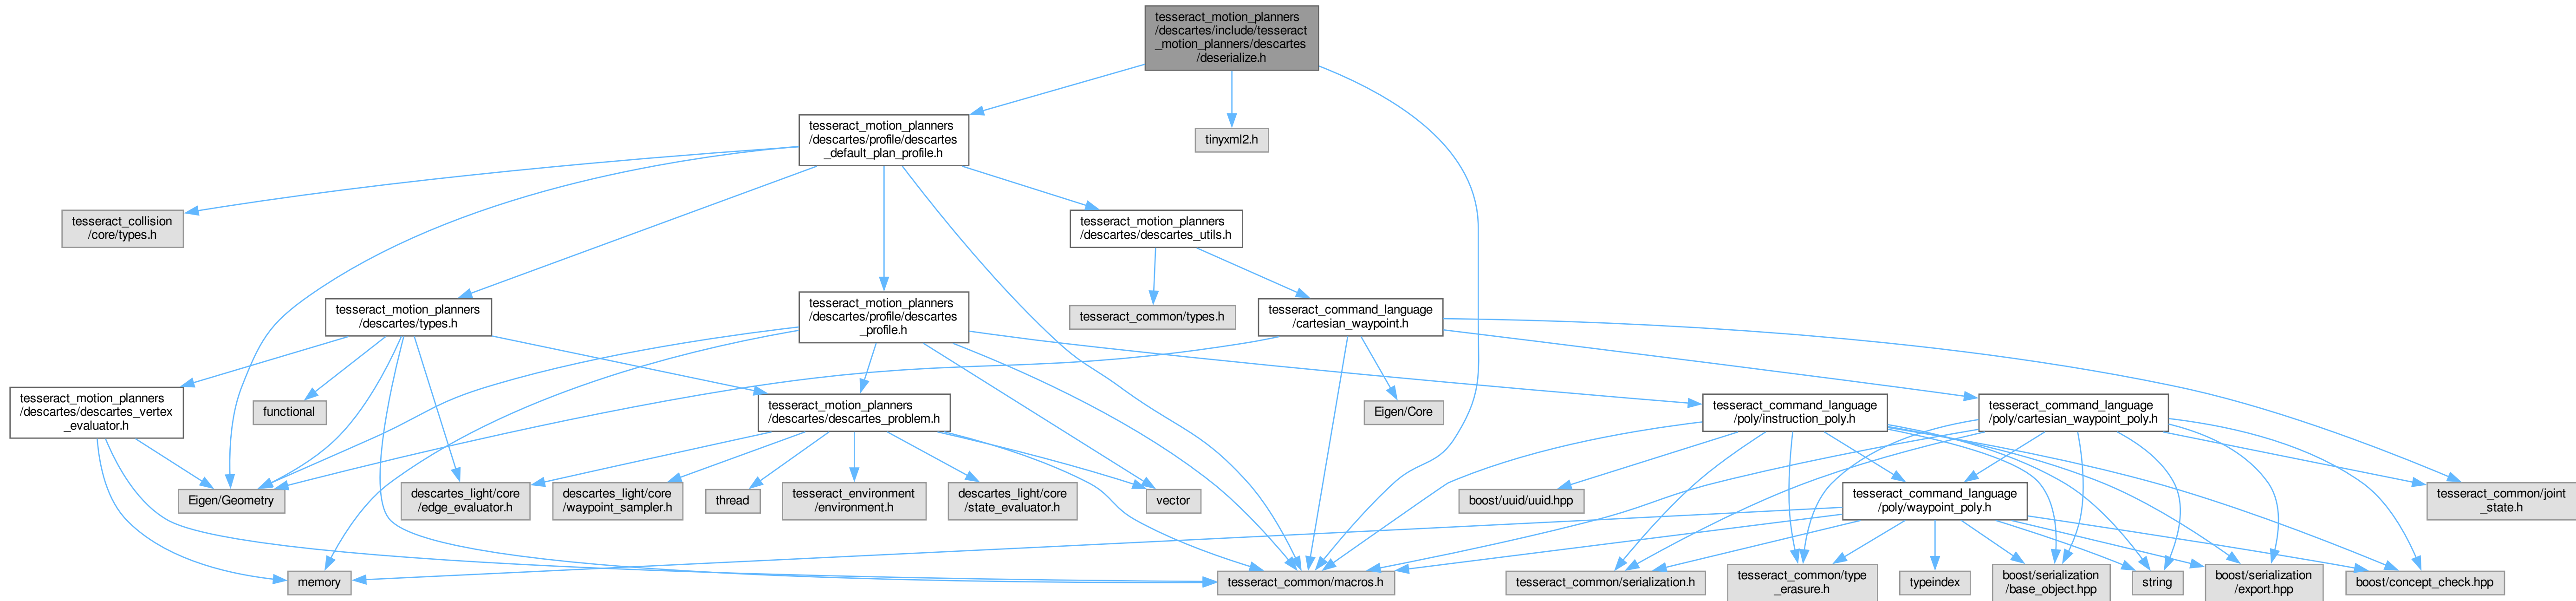 tesseract_motion_planners
/descartes/include/tesseract
_motion_planners/descartes
/deserialize.h
tesseract_motion_planners
/descartes/profile/descartes
_default_plan_profile.h
tinyxml2.h
tesseract_collision
/core/types.h
tesseract_motion_planners
/descartes/descartes_utils.h
tesseract_motion_planners
/descartes/types.h
tesseract_motion_planners
/descartes/profile/descartes
_profile.h
tesseract_common/types.h
tesseract_command_language
/cartesian_waypoint.h
tesseract_motion_planners
/descartes/descartes_vertex
_evaluator.h
functional
tesseract_motion_planners
/descartes/descartes_problem.h
Eigen/Core
tesseract_command_language
/poly/instruction_poly.h
tesseract_command_language
/poly/cartesian_waypoint_poly.h
Eigen/Geometry
descartes_light/core
/edge_evaluator.h
descartes_light/core
/waypoint_sampler.h
thread
tesseract_environment
/environment.h
descartes_light/core
/state_evaluator.h
vector
boost/uuid/uuid.hpp
tesseract_command_language
/poly/waypoint_poly.h
tesseract_common/joint
_state.h
memory
tesseract_common/macros.h
tesseract_common/serialization.h
tesseract_common/type
_erasure.h
typeindex
boost/serialization
/base_object.hpp
string
boost/serialization
/export.hpp
boost/concept_check.hpp